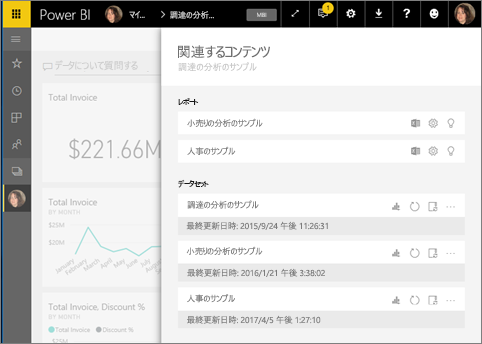 Power BI
マイ...
調達の分析...
1
関連するコンテンツ
調達の分析のサンプル
データについて質問する
レポート
Total Invoice
小売りの分析のサンプル
人事のサンプル
$221.66M
データセット
調達の分析のサンプル
最終更新日時: 2015/9/24 午後 11:26:31
Total Invoice
BY MONTH
$25M
$20M
January
February
March
April
May
June
July
August
小売りの分析のサンプル
最終更新日時: 2016/1/21 午後 3:38:02
人事のサンプル
最終更新日時: 2017/4/5 午後 1:27:10
Total Invoice, Discount %
BY MONTH
Total Invoice Discount %
$25M